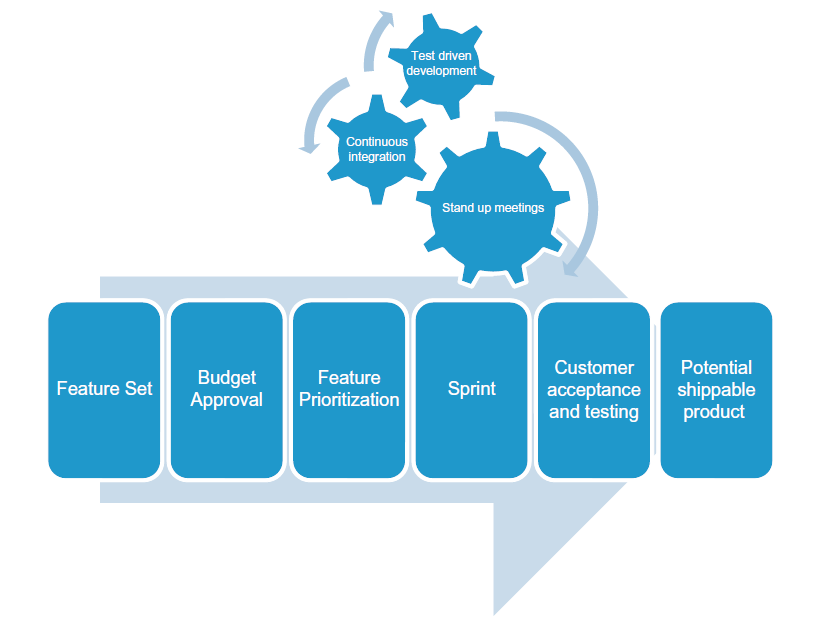 Test driven
development
Continuous
integration
Stand up meetings
Feature Set
Budget
Approval
Feature
Prioritization
Sprint
Customer
acceptance
and testing
Potential
shippable
product